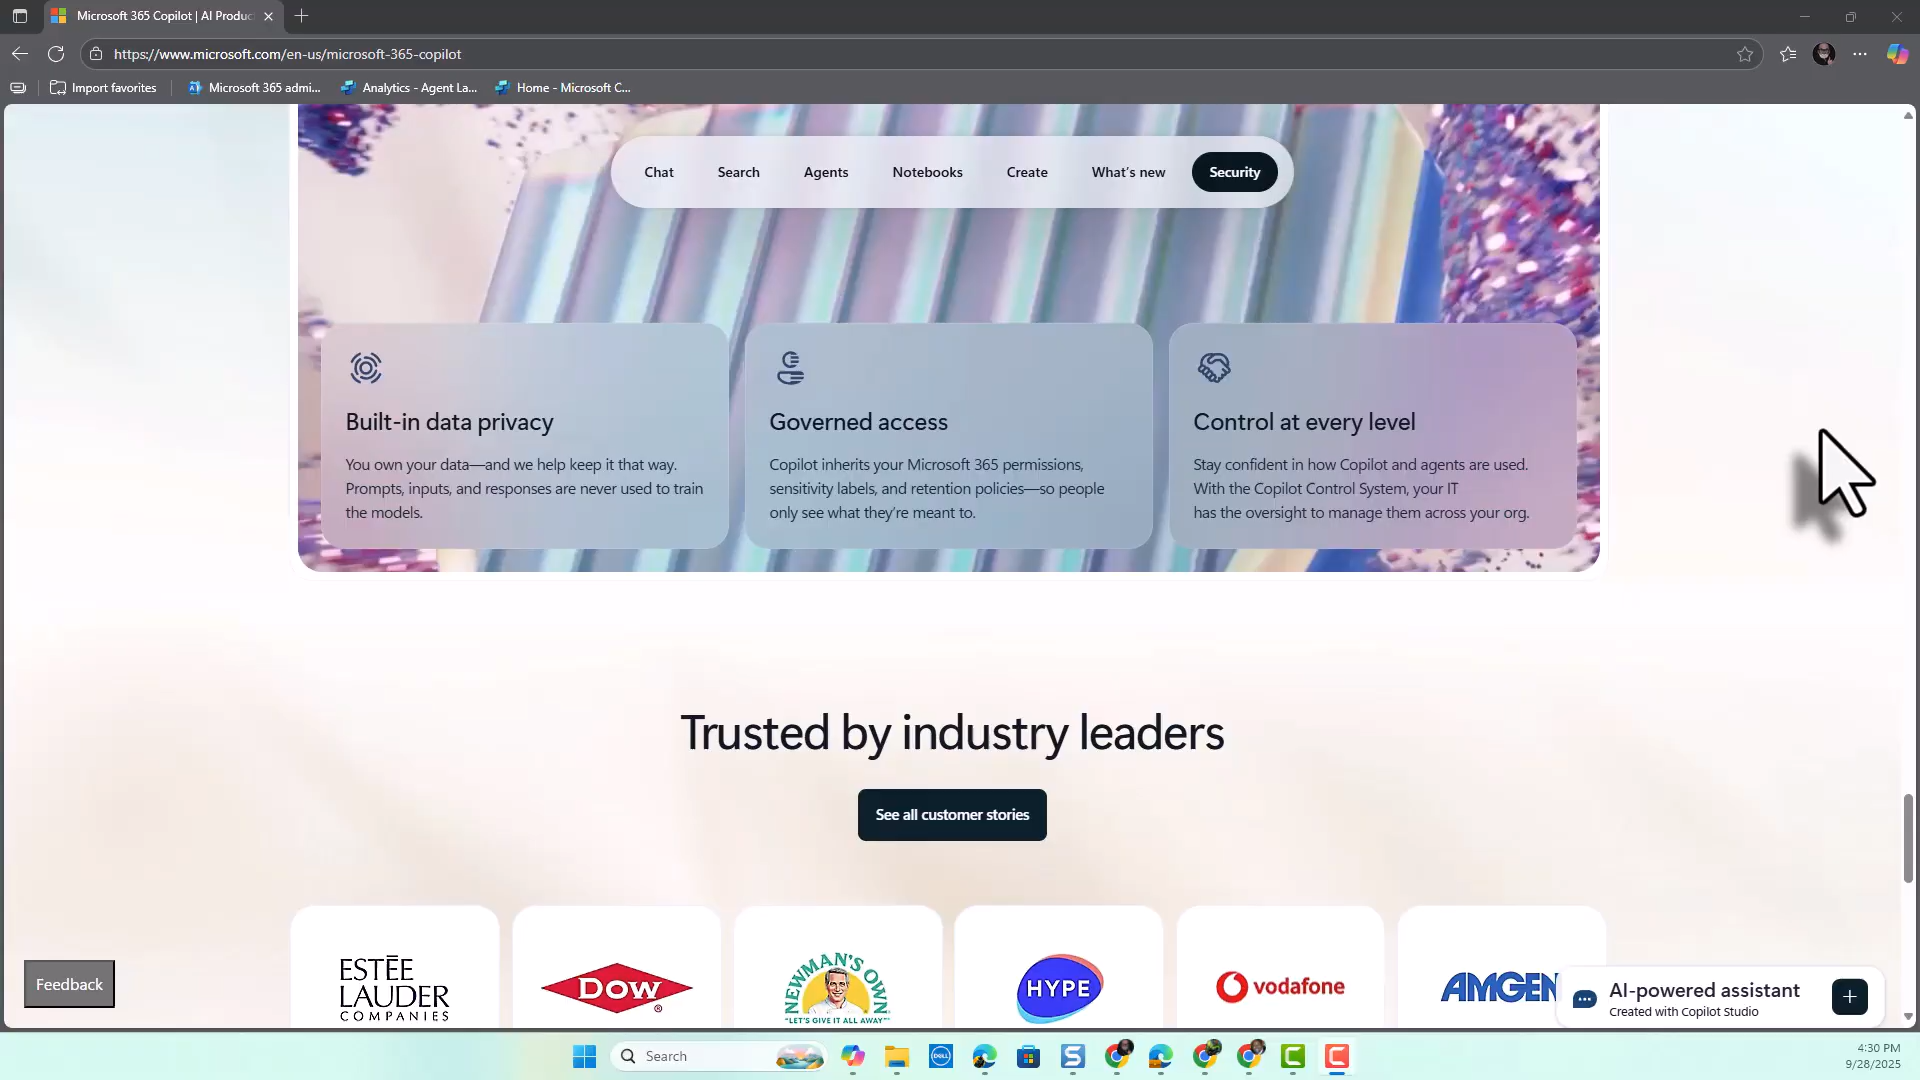 Microsoft 365 Copilot | AI Produc
https://www.microsoft.com/en-us/microsoft-365-copilot
Import favorites
Microsoft 365 admi...
Analytics - Agent La...
Home - Microsoft C...
Chat
Search
Agents
Notebooks
Create
What's new
Security
Built-in data privacy
You own your data—and we help keep it that way.
Prompts, inputs, and responses are never used to train
the models.
Governed access
Copilot inherits your Microsoft 365 permissions,
sensitivity labels, and retention policies—so people
only see what they're meant to.
Control at every level
Stay confident in how Copilot and agents are used.
With the Copilot Control System, your IT
has the oversight to manage them across your org.
Trusted by industry leaders
See all customer stories
ESTĒE
LAUDER
COMPANIES
DOW
NEWMAN'S OWN
"LET'S GIVE IT ALL AWAY"
HYPE
vodafone
AMGEN
Feedback
AI-powered assistant
Created with Copilot Studio
Search
DELL
4:30 PM
9/28/2025